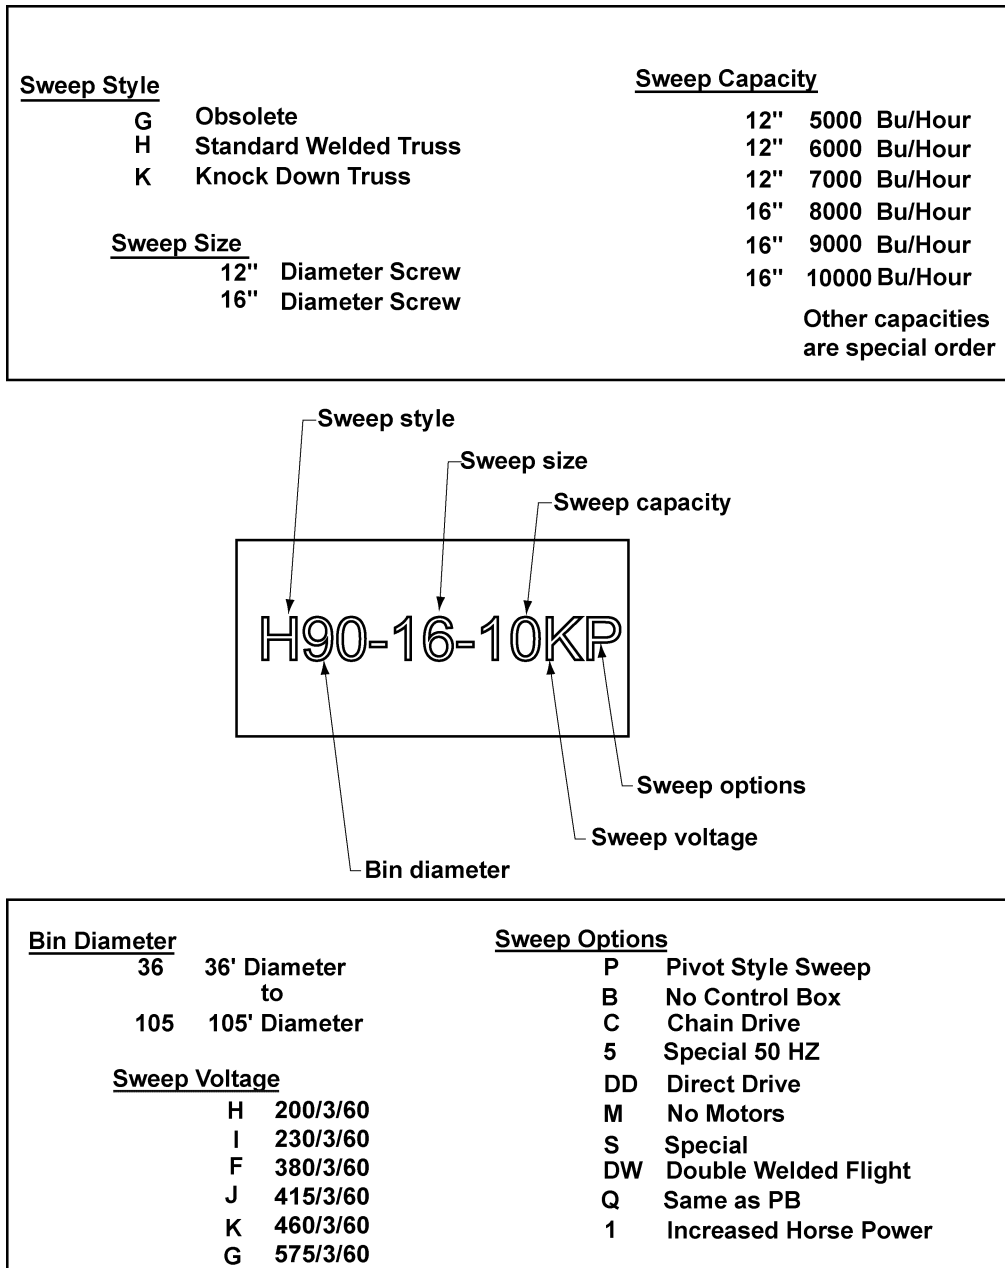 Sweep Style
G Obsolete
H Standard Welded Truss
K Knock Down Truss
Sweep Size
12" Diameter Screw
16" Diameter Screw
Sweep Capacity
12" 5000 Bu/Hour
12" 6000 Bu/Hour
12" 7000 Bu/Hour
16" 8000 Bu/Hour
16" 9000 Bu/Hour
16" 10000 Bu/Hour
Other capacities
are special order
Sweep style
Sweep size
Sweep capacity
H90-16-10KP
Sweep options
Sweep voltage
Bin diameter
Bin Diameter
36 36' Diameter
to
105 105' Diameter
Sweep Voltage
H 200/3/60
I 230/3/60
F 380/3/60
J 415/3/60
K 460/3/60
G 575/3/60
Sweep Options
P Pivot Style Sweep
B No Control Box
C Chain Drive
5 Special 50 HZ
DD Direct Drive
M No Motors
S Special
DW Double Welded Flight
Q Same as PB
1 Increased Horse Power